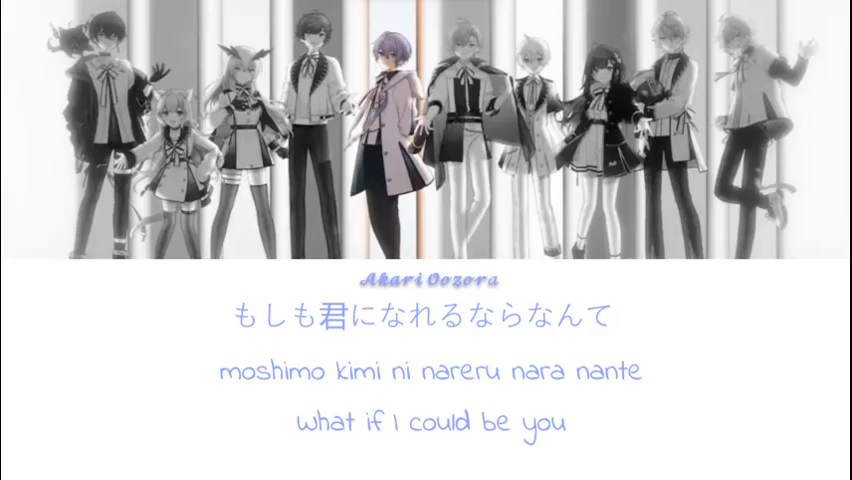 Akari Oozora
もしも君になれるならなんて
moshimo kimi ni nareru nara nante
what if I could be you